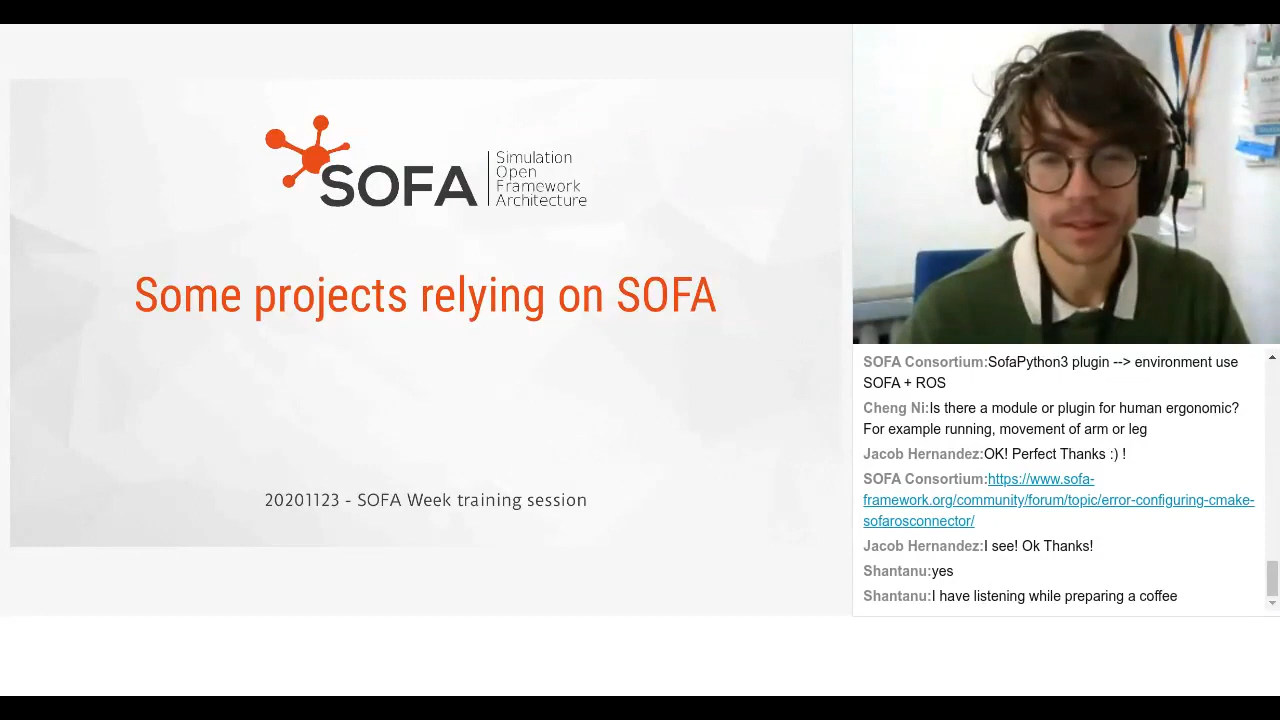 SOFA
Simulation
Open
Framework
Architecture
Some projects relying on SOFA
20201123 - SOFA Week training session
SOFA Consortium:SofaPython3 plugin --> environment use
SOFA + ROS
Cheng Ni:Is there a module or plugin for human ergonomic?
For example running, movement of arm or leg
Jacob Hernandez:OK! Perfect Thanks :) !
SOFA Consortium:https://www.sofa-
framework.org/community/forum/topic/error-configuring-cmake-
sofarosconnector/
Jacob Hernandez:I see! Ok Thanks!
Shantanu:yes
Shantanu:I have listening while preparing a coffee